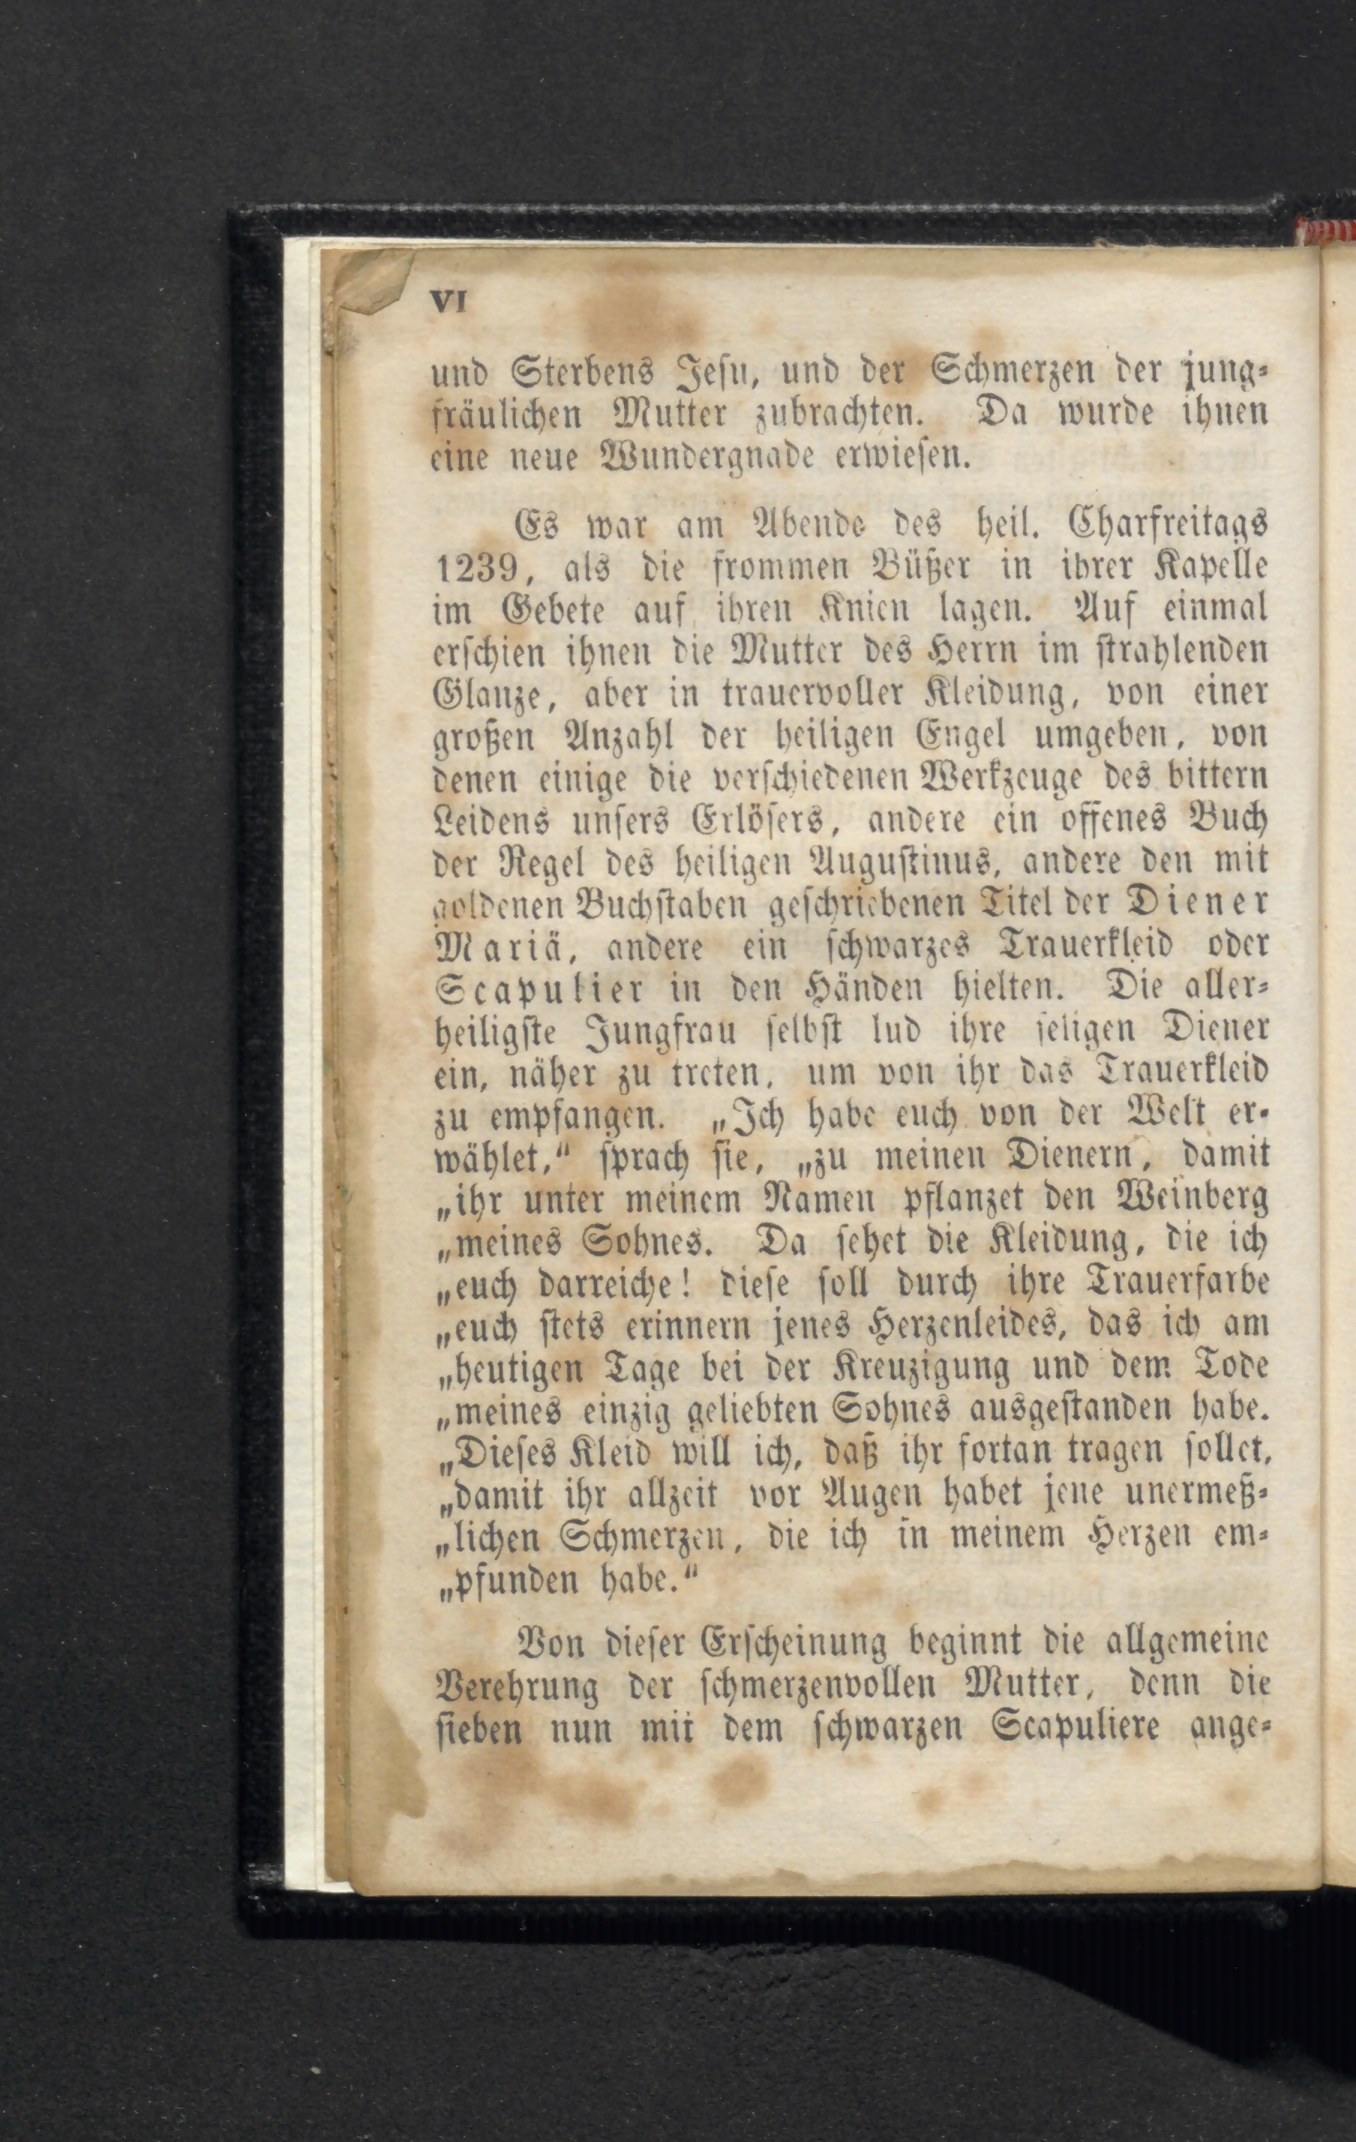 VI
und Sterbens Jesu, und der Schmerzen der jung-
fräulichen Mutter zubrachten. Da wurde ihnen
eine neue Wundergnade erwiesen.
Es war am Abende des heil. Charfreitags
1239, als die frommen Büßer in ihrer Kapelle
im Gebete auf ihren Knien lagen. Auf einmal
erschien ihnen die Mutter des Herrn im strahlenden
Glanze, aber in trauervoller Kleidung, von einer
großen Anzahl der heiligen Engel umgeben, von
denen einige die verschiedenen Werkzeuge des bittern
Leidens unsers Erlösers, andere ein offenes Buch
der Regel des heiligen Augustinus, andere den mit
goldenen Buchstaben geschriebenen Titel der Diener
Mariä, andere ein schwarzes Trauerkleid oder
Scapulier in den Händen hielten. Die aller-
heiligste Jungfrau selbst lud ihre seligen Diener
ein, näher zu treten, um von ihr das Trauerkleid
zu empfangen. „Ich habe euch von der Welt er-
wählet,“ sprach sie, „zu meinen Dienern, damit
„ihr unter meinem Namen pflanzet den Weinberg
„meines Sohnes. Da sehet die Kleidung, die ich
„euch darreiche! diese soll durch ihre Trauerfarbe
„euch stets erinnern jenes Herzenleides, das ich am
„heutigen Tage bei der Kreuzigung und dem Tode
„meines einzig geliebten Sohnes ausgestanden habe.
„Dieses Kleid will ich, daß ihr fortan tragen sollet,
„damit ihr allzeit vor Augen habet jene unermeß-
„lichen Schmerzen, die ich in meinem Herzen em-
„pfunden habe.“
Von dieser Erscheinung beginnt die allgemeine
Verehrung der schmerzenvollen Mutter, denn die
sieben nun mit dem schwarzen Scapuliere ange-